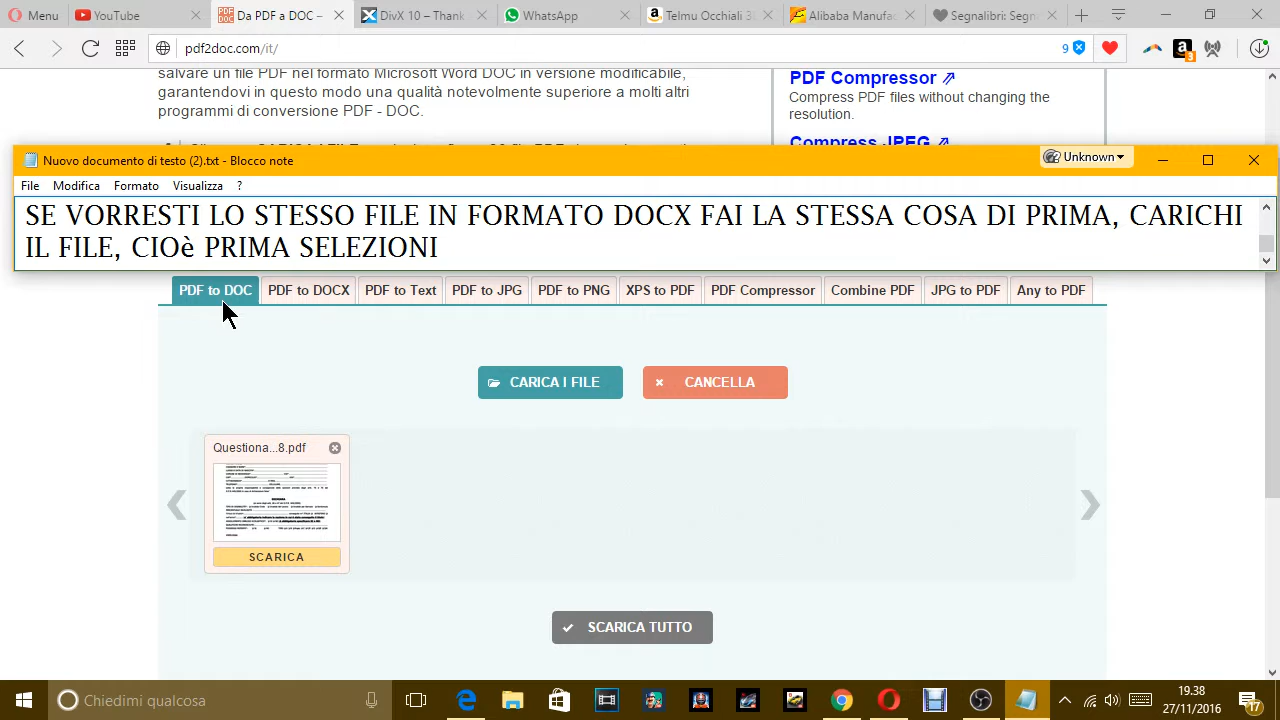 YouTube
Da PDF a DOC –
DivX 10 – Thank
WhatsApp
Telmu Occhiali 3D
Alibaba Manufac
Segnalibri: Segn
pdf2doc.com/it/
9
3
salvare un file PDF nel formato Microsoft Word DOC in versione modificabile,
garantendovi in questo modo una qualità notevolmente superiore a molti altri
programmi di conversione PDF - DOC.
PDF Compressor
Compress PDF files without changing the
resolution.
Compress JPEG
Nuovo documento di testo (2).txt - Blocco note
Unknown
File Modifica Formato Visualizza ?
SE VORRESTI LO STESSO FILE IN FORMATO DOCX FAI LA STESSA COSA DI PRIMA, CARICHI
IL FILE, CIOè PRIMA SELEZIONI
PDF to DOC PDF to DOCX PDF to Text PDF to JPG PDF to PNG XPS to PDF PDF Compressor Combine PDF JPG to PDF Any to PDF
CARICA I FILE
CANCELLA
Questiona...8.pdf
SCARICA
SCARICA TUTTO
Chiedimi qualcosa
19.38
27/11/2016
17